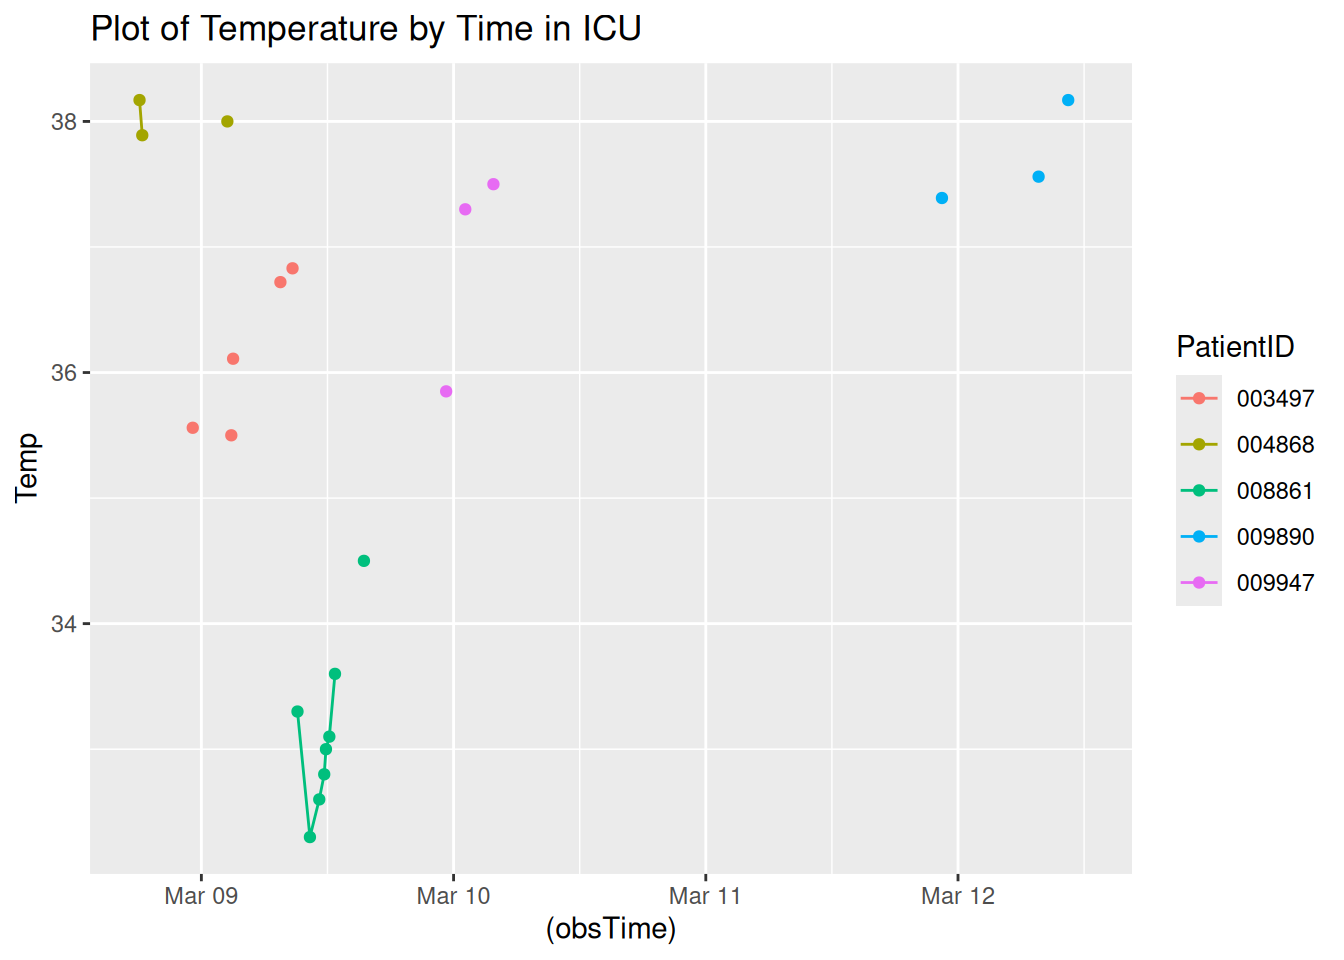 Plot of Temperature by Time in ICU
38
36
34
Temp
Mar 09
Mar 10
Mar 11
Mar 12
(obsTime)
PatientID
003497
004868
008861
009890
009947